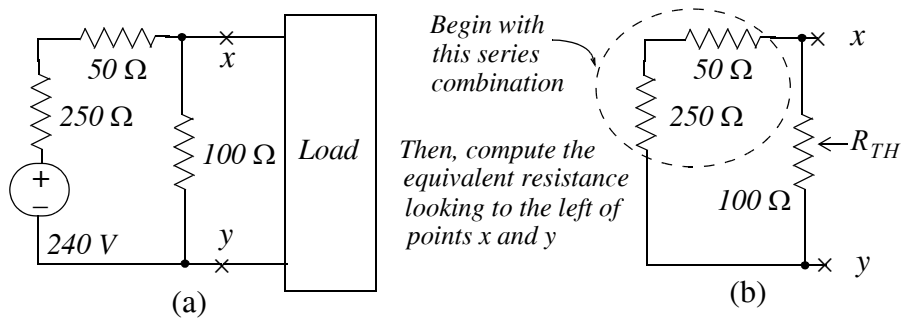 50 Ω
250 Ω
+
−
240 V
x
100 Ω
y
Load
(a)
Begin with
this series
combination
Then, compute the
equivalent resistance
looking to the left of
points x and y
50 Ω
250 Ω
100 Ω
x
R_TH
y
(b)